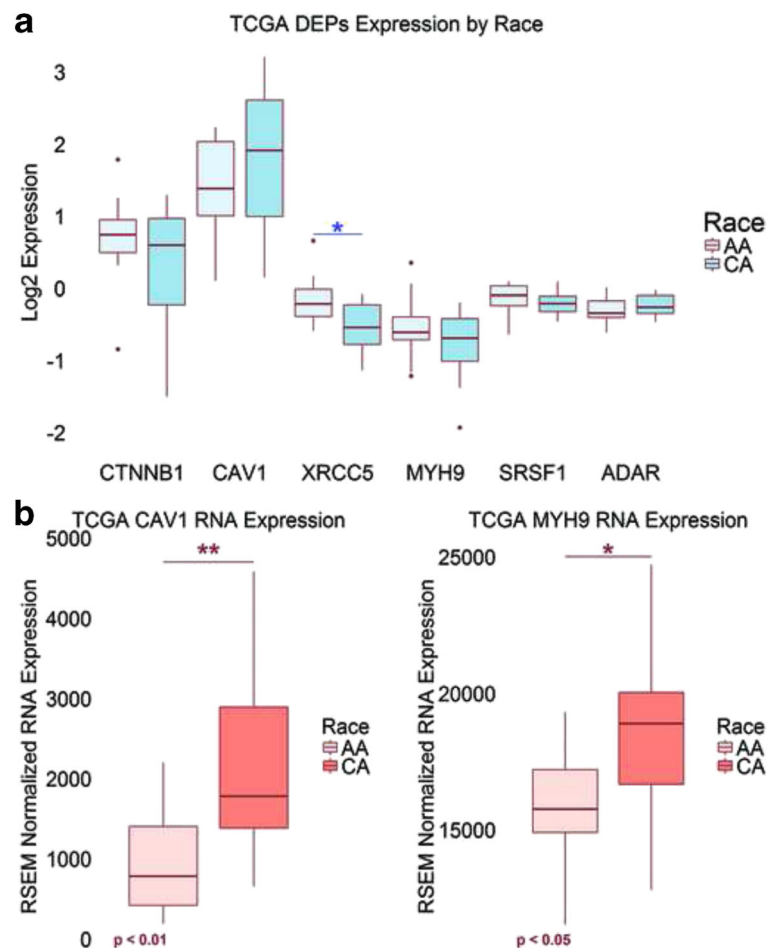 a
TCGA DEPs Expression by Race
Log2 Expression
3
2
1
0
-1
-2
*
Race
AA
CA
CTNNB1 CAV1 XRCC5 MYH9 SRSF1 ADAR
b
TCGA CAV1 RNA Expression
RSEM Normalized RNA Expression
5000
4000
3000
2000
1000
0
**
Race
AA
CA
p < 0.01
TCGA MYH9 RNA Expression
RSEM Normalized RNA Expression
25000
20000
15000
*
Race
AA
CA
p < 0.05